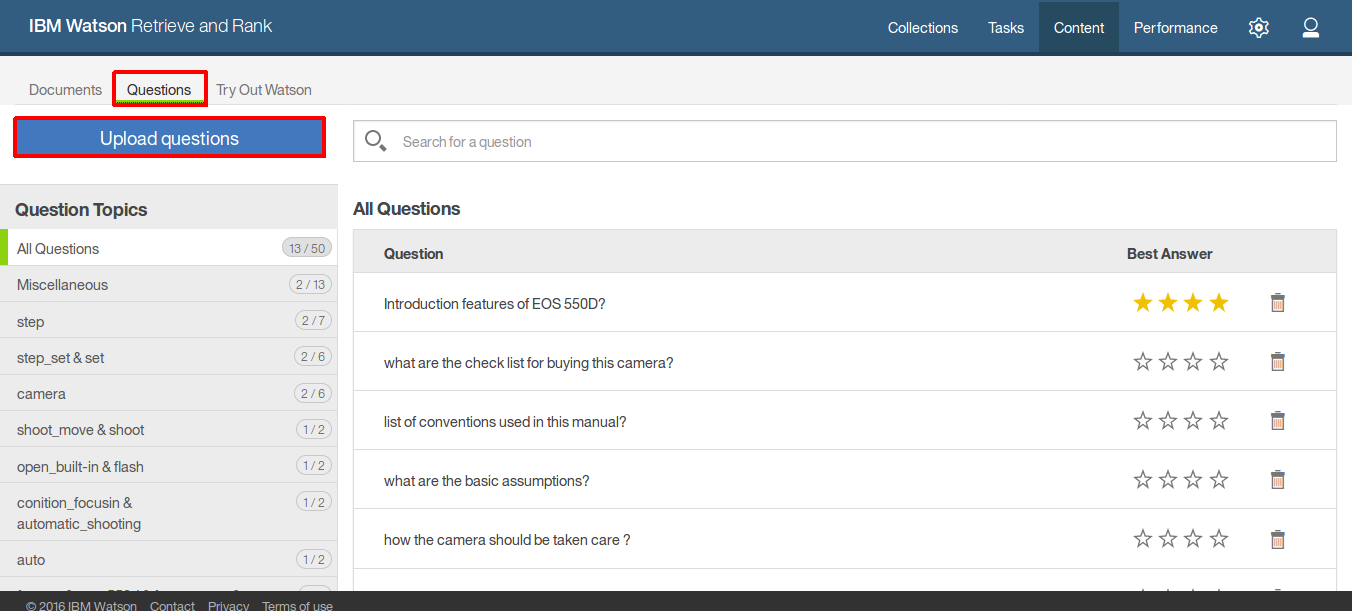 IBM Watson Retrieve and Rank
Collections Tasks Content Performance
Documents Questions Try Out Watson
Upload questions
Search for a question
Question Topics
All Questions 13 / 50
Miscellaneous 2 / 13
step 2 / 7
step_set & set 2 / 6
camera 2 / 6
shoot_move & shoot 1 / 2
open_built-in & flash 1 / 2
conition_focusin &
automatic_shooting 1 / 2
auto 1 / 2
All Questions
Question Best Answer
Introduction features of EOS 550D?
what are the check list for buying this camera?
list of conventions used in this manual?
what are the basic assumptions?
how the camera should be taken care ?
© 2016 IBM Watson Contact Privacy Terms of use